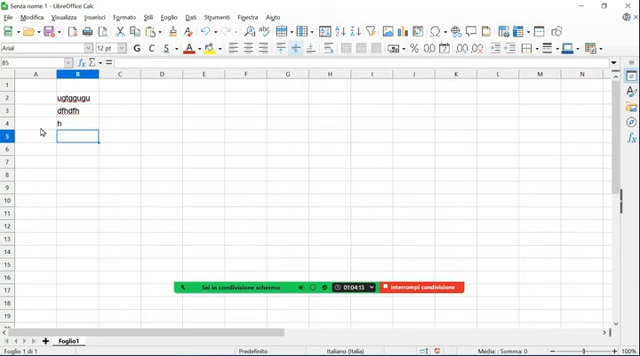 Senza nome 1 - LibreOffice Calc
File Modifica Visualizza Inserisci Formato Stili Foglio Dati Strumenti Finestra Aiuto
Arial 12 pt G C S A
B5 fx Σ =
A B C D E F G H I J K L M N
1
2 ugtggugu
3 dfhdfh
4 h
5
6
7
8
9
10
11
12
13
14
15
16
17
18
19
Sei in condivisione schermo 01:04:13 Interrompi condivisione
Foglio1
Foglio 1 di 1 Predefinito Italiano (Italia) Media: ; Somma: 0 100%